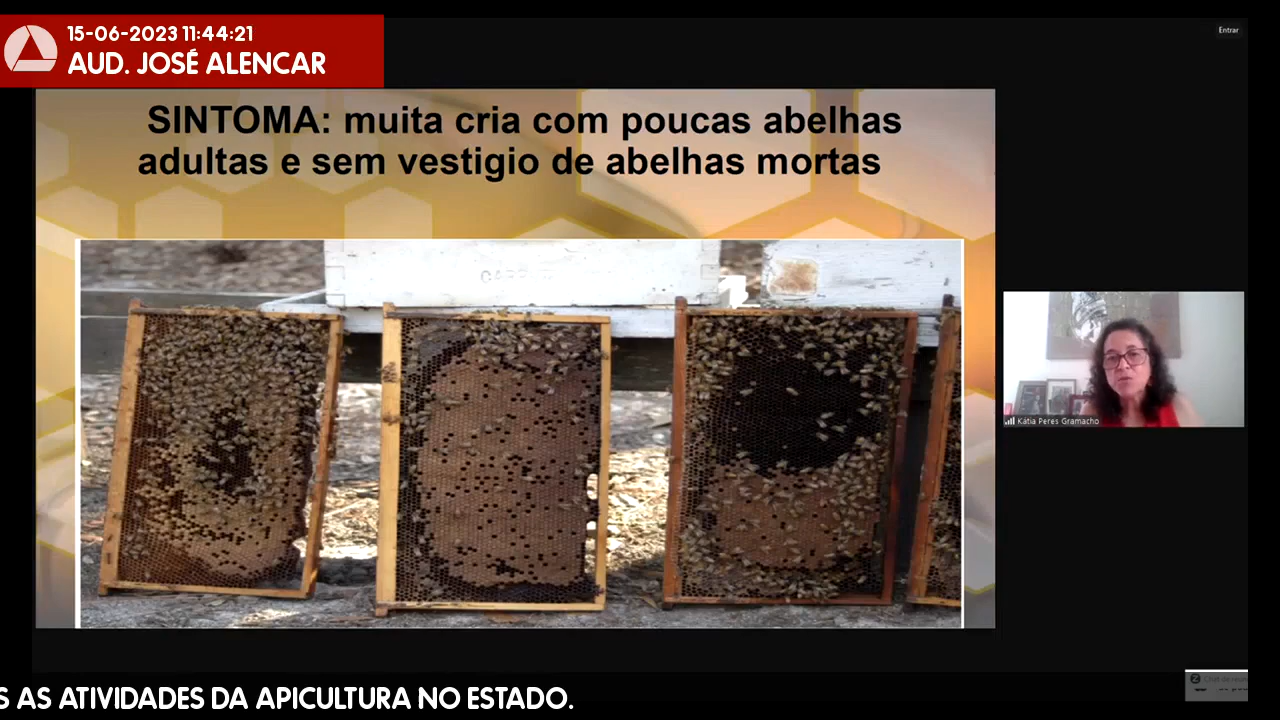 15-06-2023 11:44:21
AUD. JOSÉ ALENCAR
Entrar
SINTOMA: muita cria com poucas abelhas
adultas e sem vestigio de abelhas mortas
Kátia Peres Gramacho
S AS ATIVIDADES DA APICULTURA NO ESTADO.